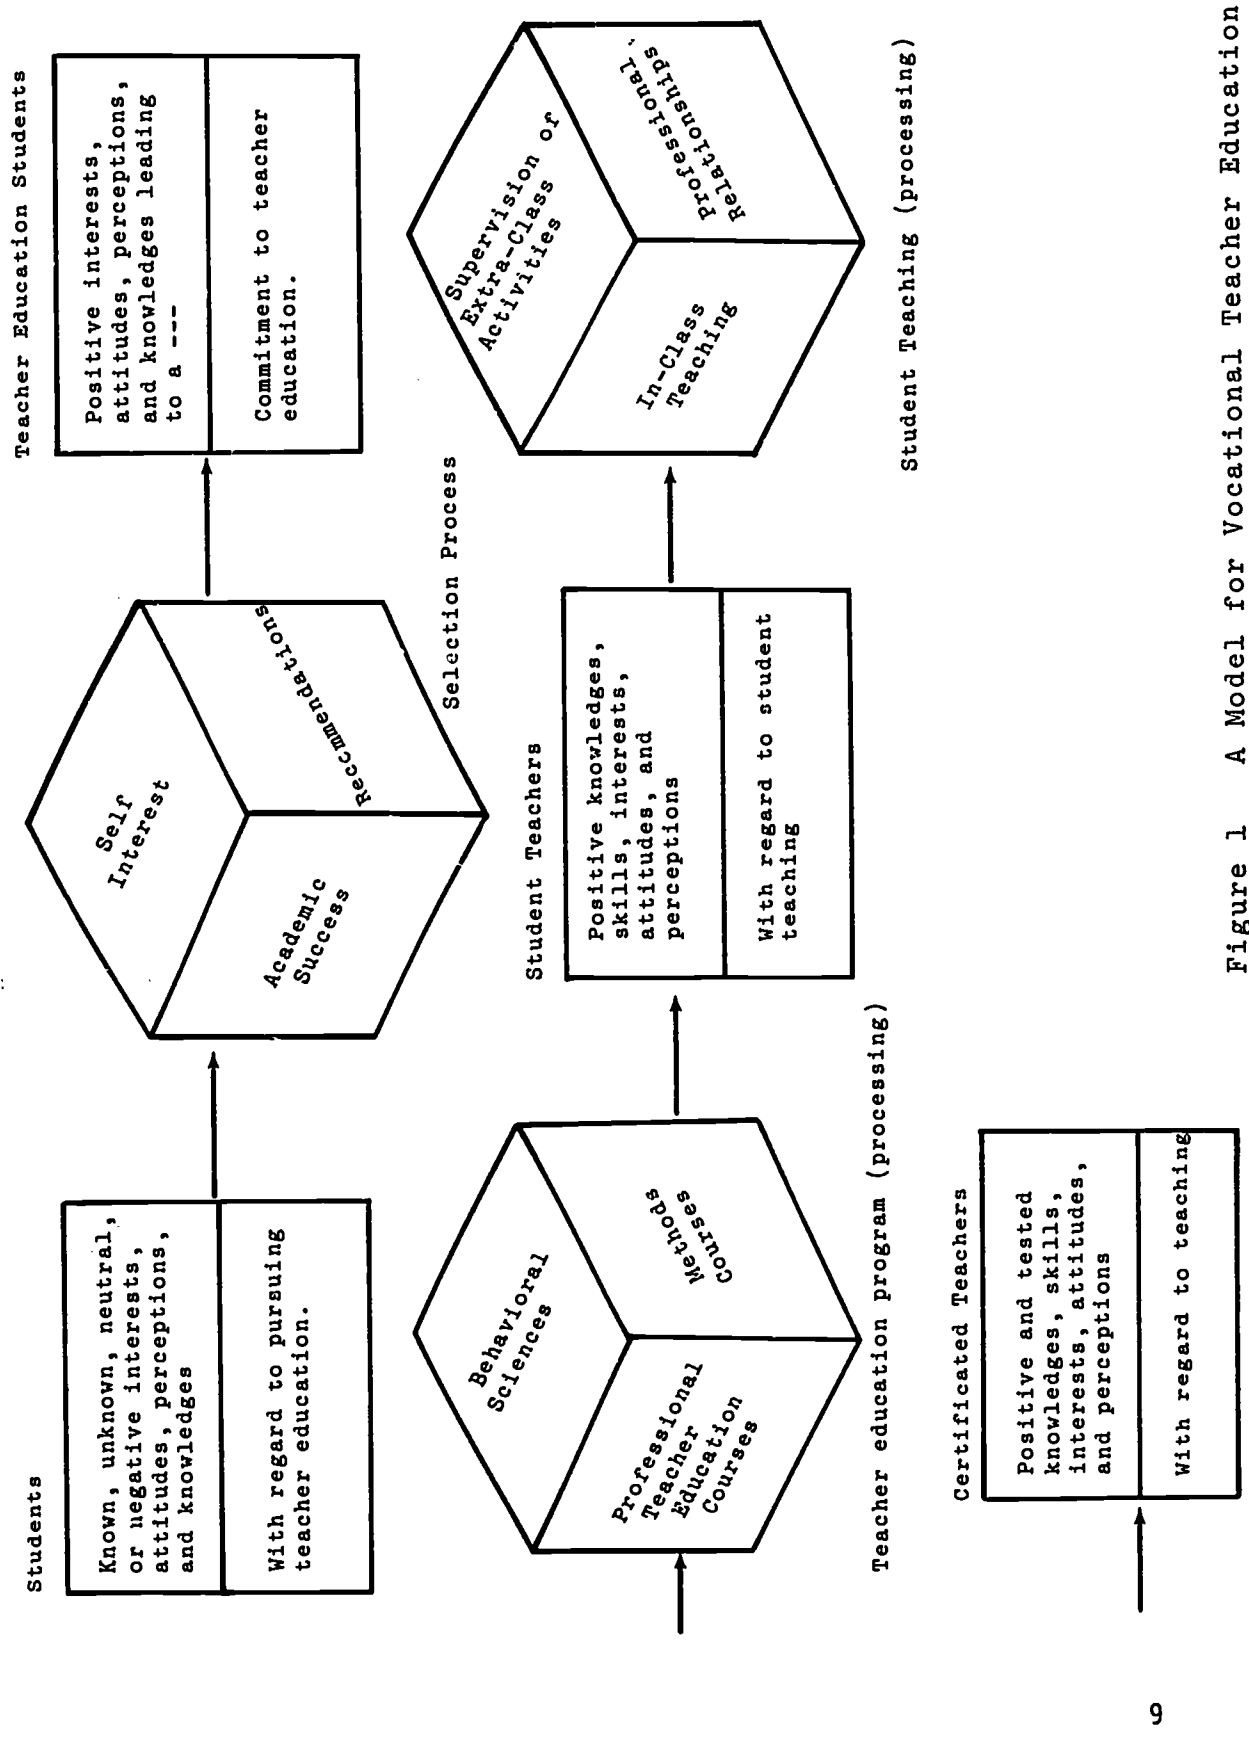 Students
Known, unknown, neutral,
or negative interests,
attitudes, perceptions,
and knowledges
With regard to pursuing
teacher education.
Self
Interest
Academic
Success
Reccmmendations
Selection Process
Teacher Education Students
Positive interests,
attitudes, perceptions,
and knowledges leading
to a ---
Commitment to teacher
education.
Behavioral
Sciences
Professional
Teacher
Education
Courses
Methods
Courses
Teacher education program (processing)
Student Teachers
Positive knowledges,
skills, interests,
attitudes, and
perceptions
With regard to student
teaching
Supervision of
Extra-Class
Activities
In-Class
Teaching
Professional
Relationships
Student Teaching (processing)
Certificated Teachers
Positive and tested
knowledges, skills,
interests, attitudes,
and perceptions
With regard to teaching
Figure 1 A Model for Vocational Teacher Education
9